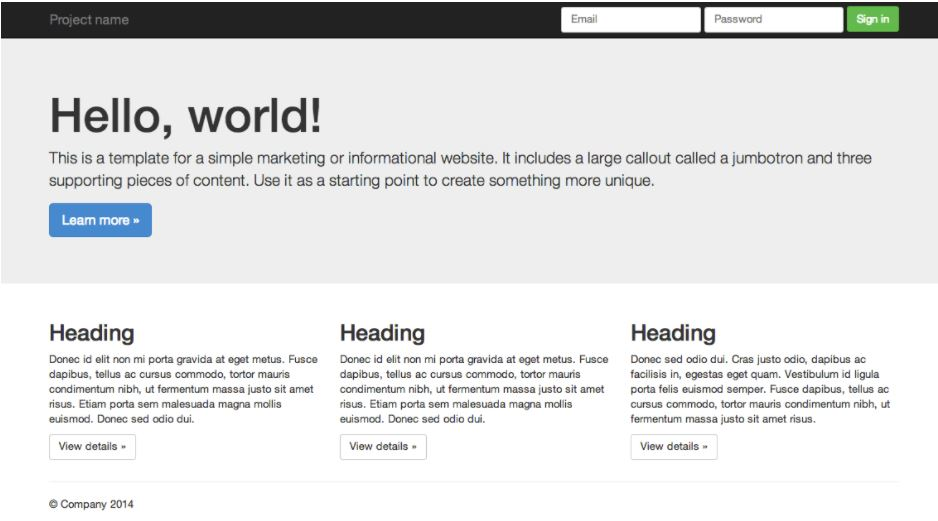 Project name Email Password Sign in
Hello, world!
This is a template for a simple marketing or informational website. It includes a large callout called a jumbotron and three
supporting pieces of content. Use it as a starting point to create something more unique.
Learn more »
Heading
Donec id elit non mi porta gravida at eget metus. Fusce
dapibus, tellus ac cursus commodo, tortor mauris
condimentum nibh, ut fermentum massa justo sit amet
risus. Etiam porta sem malesuada magna mollis
euismod. Donec sed odio dui.
View details »
Heading
Donec id elit non mi porta gravida at eget metus. Fusce
dapibus, tellus ac cursus commodo, tortor mauris
condimentum nibh, ut fermentum massa justo sit amet
risus. Etiam porta sem malesuada magna mollis
euismod. Donec sed odio dui.
View details »
Heading
Donec sed odio dui. Cras justo odio, dapibus ac
facilisis in, egestas eget quam. Vestibulum id ligula
porta felis euismod semper. Fusce dapibus, tellus ac
cursus commodo, tortor mauris condimentum nibh, ut
fermentum massa justo sit amet risus.
View details »
© Company 2014